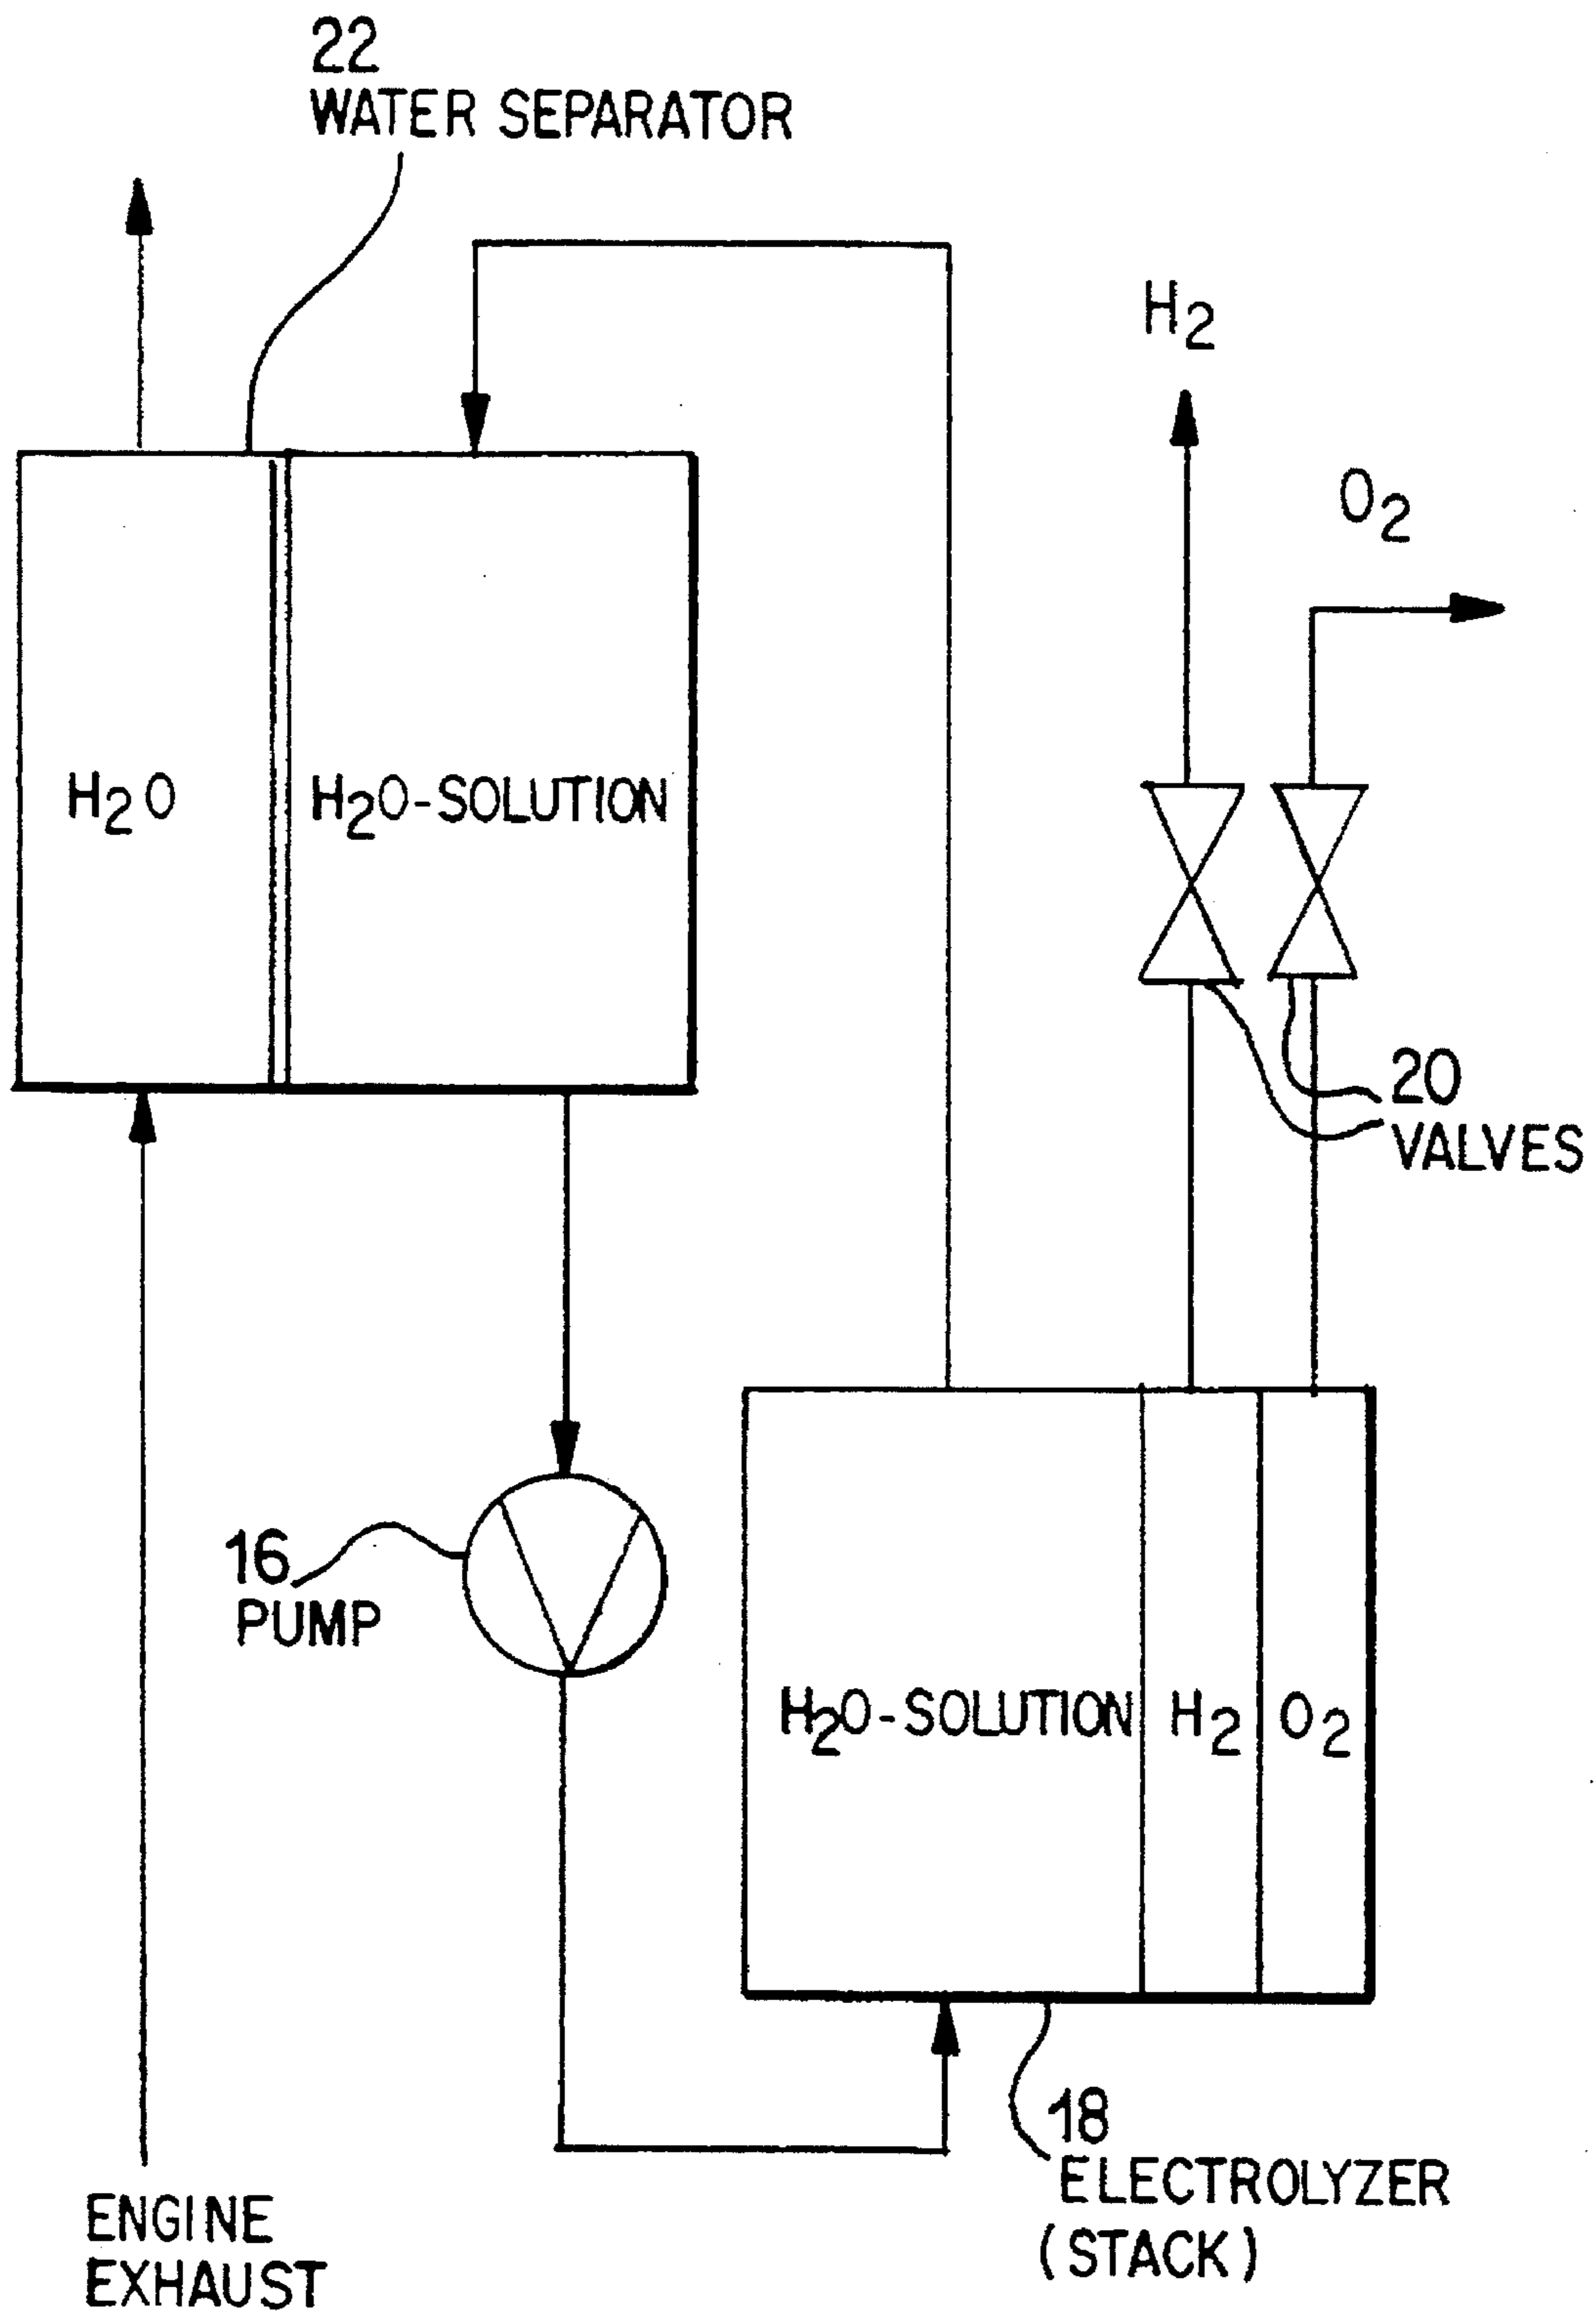 22
WATER SEPARATOR
H2
O2
H2O
H2O-SOLUTION
20
VALVES
16
PUMP
H2O-SOLUTION
H2
O2
18
ELECTROLYZER
(STACK)
ENGINE
EXHAUST